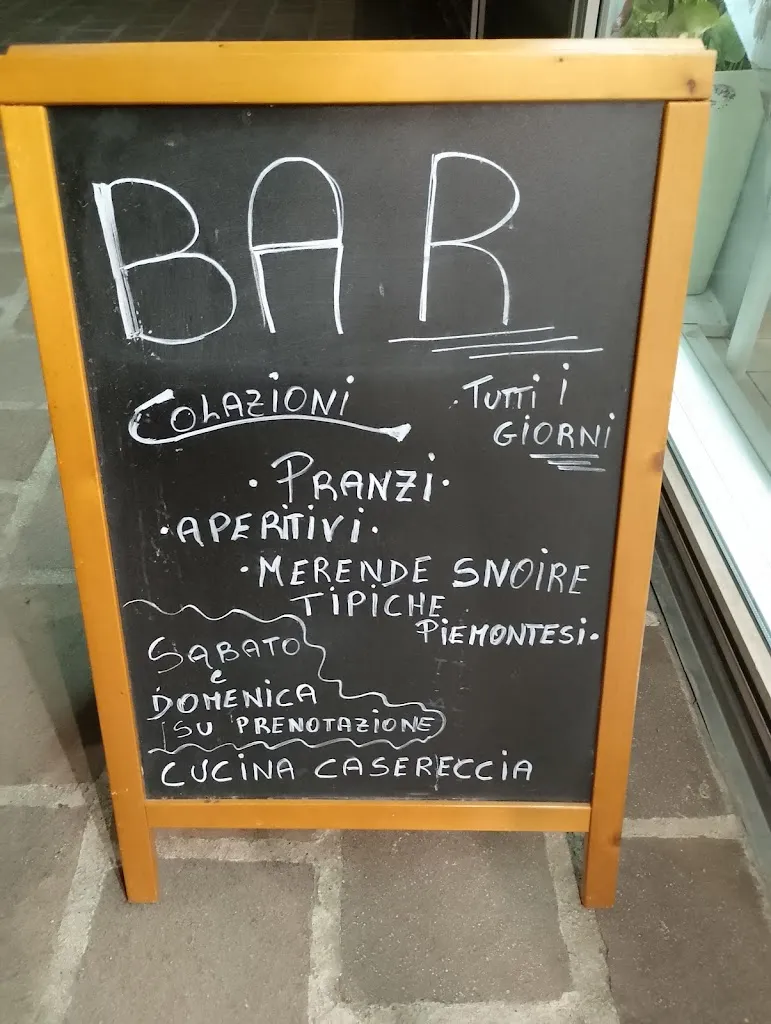 BAR
COLAZIONI
TUTTI i
GIORNI
• PRANZI •
• APERITIVI •
• MERENDE SNOIRE
TIPICHE
PIEMONTESI •
SABATO
e
DOMENICA
SU PRENOTAZIONE
CUCINA CASERECCIA